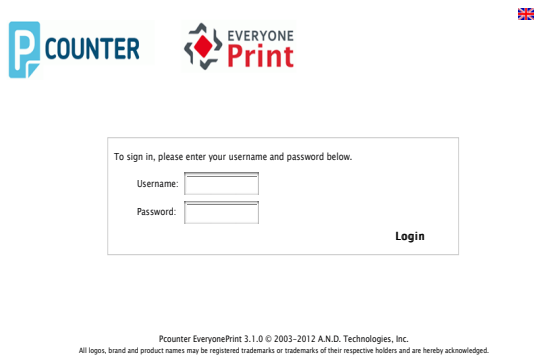 PCOUNTER
EVERYONE
Print
To sign in, please enter your username and password below.
Username:
Password:
Login
Pcounter EveryonePrint 3.1.0 © 2003-2012 A.N.D. Technologies, Inc.
All logos, brand and product names may be registered trademarks or trademarks of their respective holders and are hereby acknowledged.